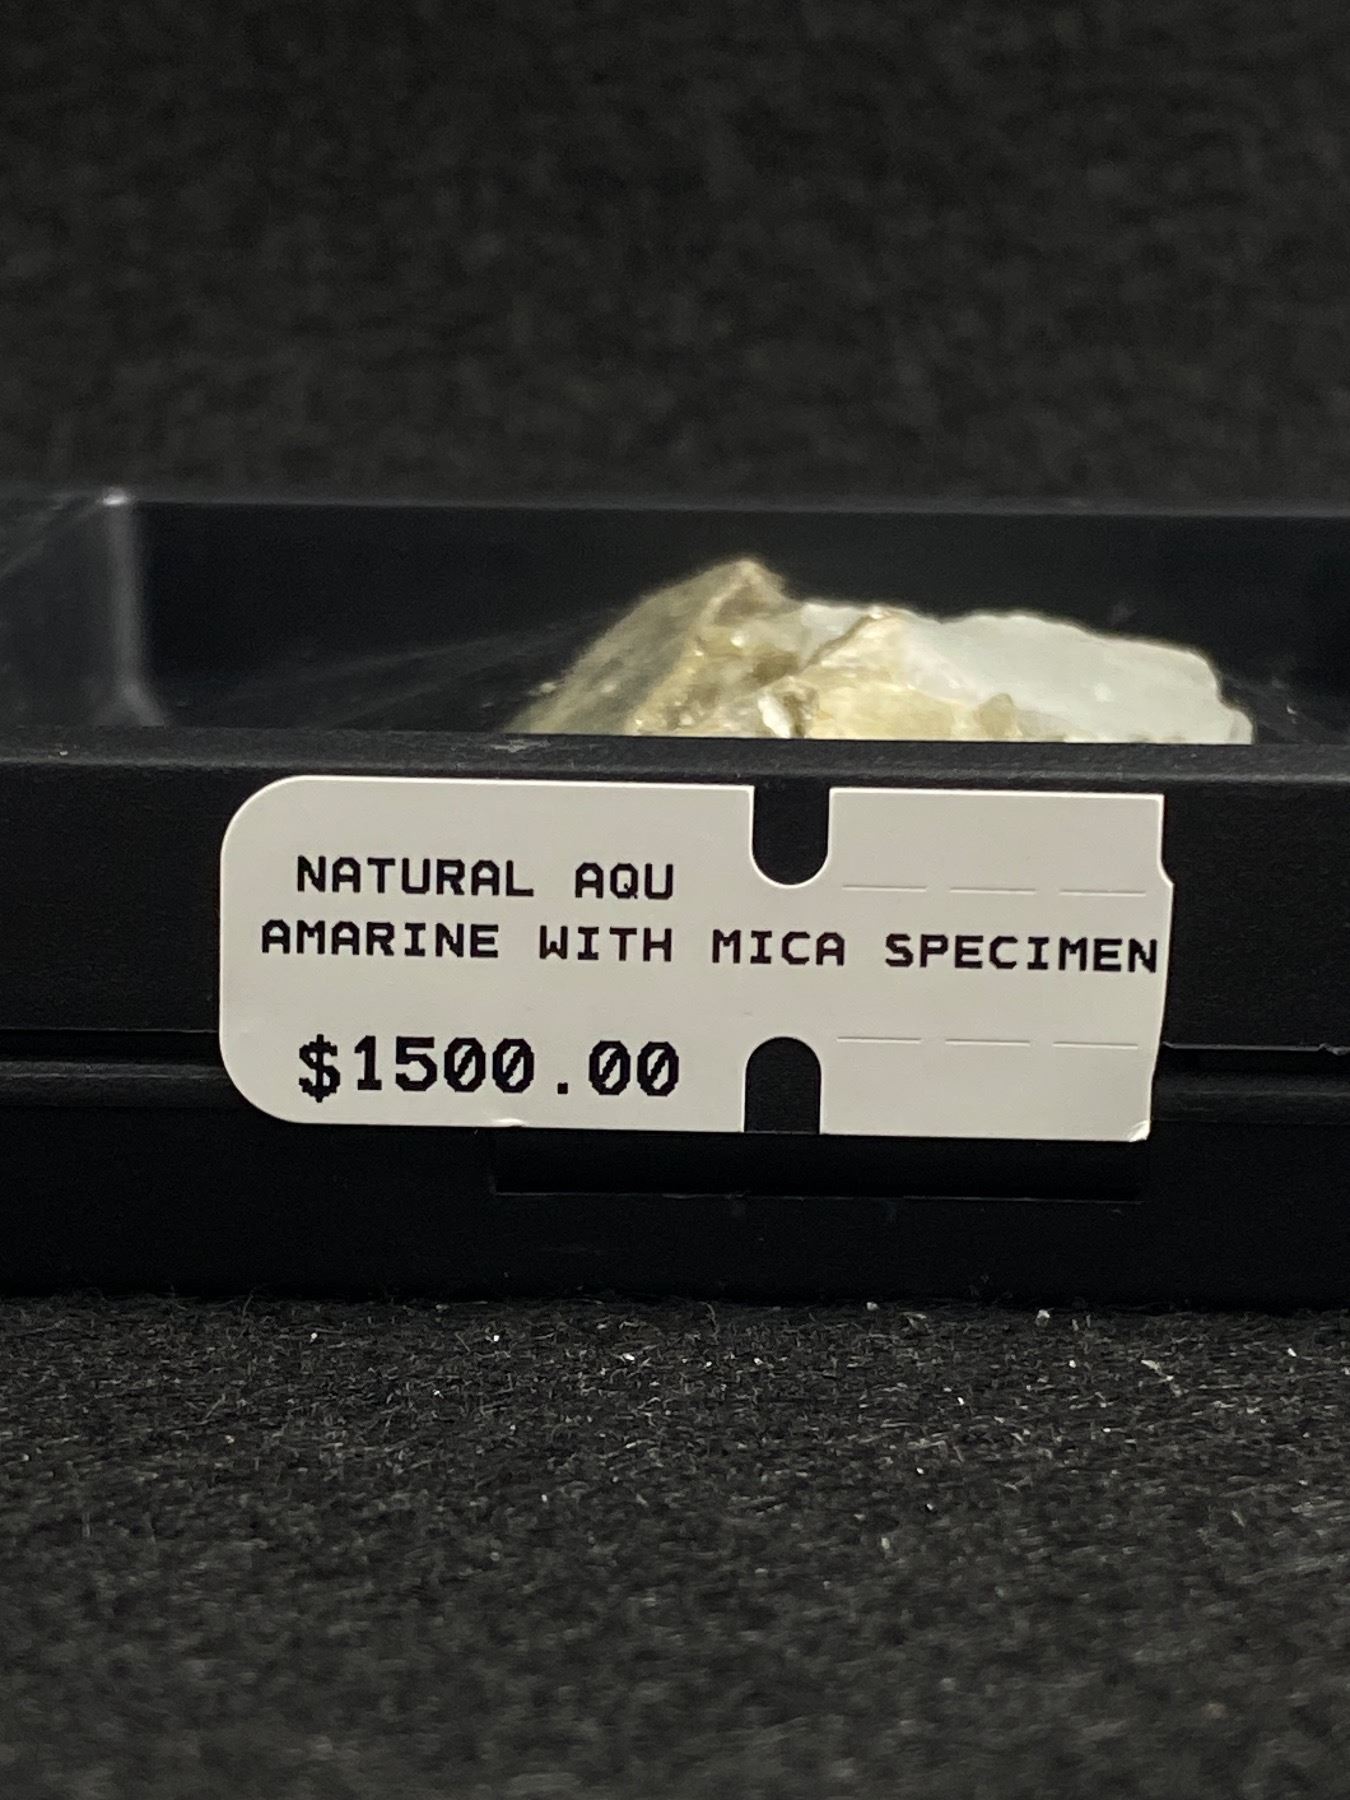 NATURAL AQU
AMARINE WITH MICA SPECIMEN
$1500.00